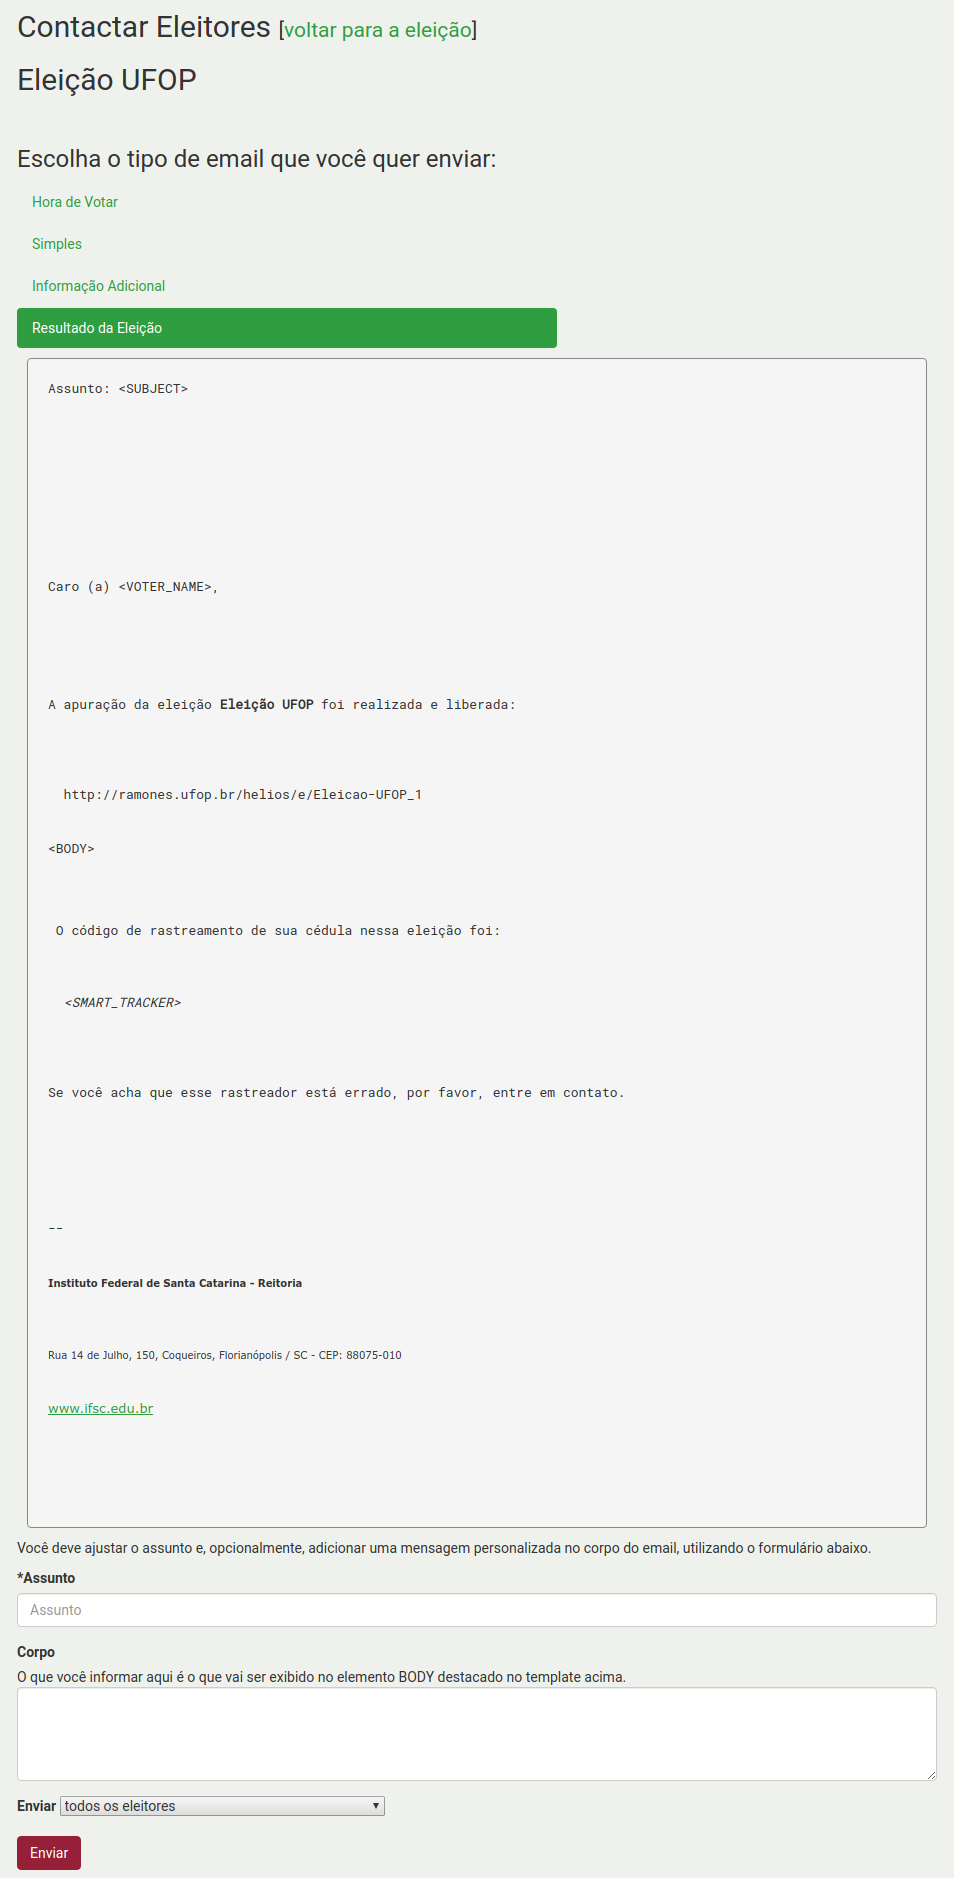 Contactar Eleitores [voltar para a eleição]
Eleição UFOP
Escolha o tipo de email que você quer enviar:
Hora de Votar
Simples
Informação Adicional
Resultado da Eleição
Assunto: <SUBJECT>
Caro (a) <VOTER_NAME>,
A apuração da eleição Eleição UFOP foi realizada e liberada:
http://ramones.ufop.br/helios/e/Eleicao-UFOP_1
<BODY>
O código de rastreamento de sua cédula nessa eleição foi:
<SMART_TRACKER>
Se você acha que esse rastreador está errado, por favor, entre em contato.
--
Instituto Federal de Santa Catarina - Reitoria
Rua 14 de Julho, 150, Coqueiros, Florianópolis / SC - CEP: 88075-010
www.ifsc.edu.br
Você deve ajustar o assunto e, opcionalmente, adicionar uma mensagem personalizada no corpo do email, utilizando o formulário abaixo.
*Assunto
Assunto
Corpo
O que você informar aqui é o que vai ser exibido no elemento BODY destacado no template acima.
Enviar todos os eleitores
Enviar